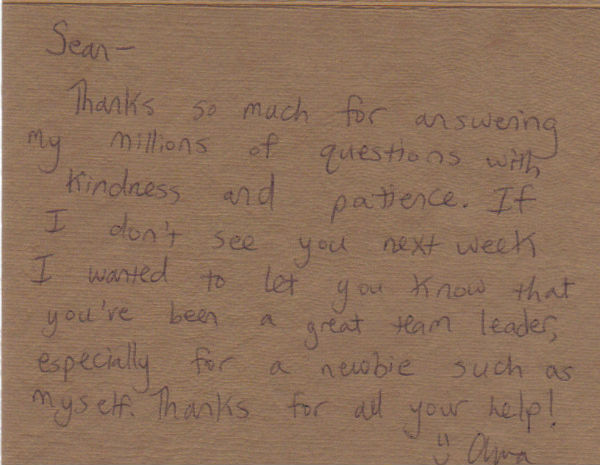 Sean-
Thanks so much for answering
my millions of questions with
kindness and patience. If
I don't see you next week
I wanted to let you know that
you've been a great team leader,
especially for a newbie such as
myself. Thanks for all your help!